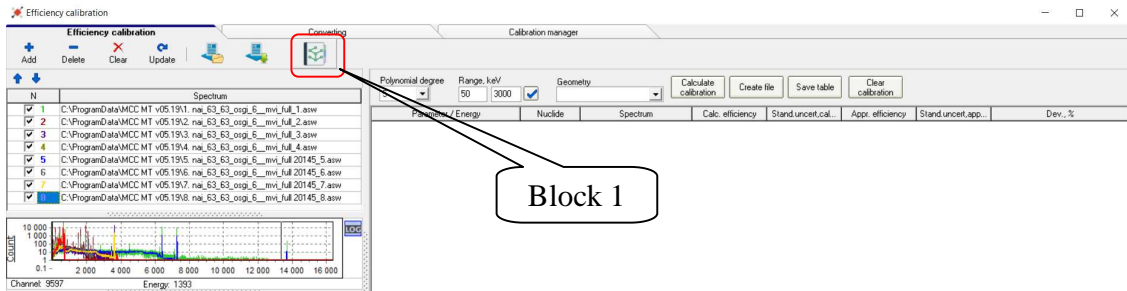 Efficiency calibration
Efficiency calibration Converting Calibration manager
Add Delete Clear Update
Polynomial degree Range, keV Geometry
5 50 3000
Calculate calibration Create file Save table Clear calibration
N Spectrum
1 C:\ProgramData\MCC MT v05.19\1. nai_63_63_osgi_6__mvi_full_1.asw
2 C:\ProgramData\MCC MT v05.19\2. nai_63_63_osgi_6__mvi_full_2.asw
3 C:\ProgramData\MCC MT v05.19\3. nai_63_63_osgi_6__mvi_full_3.asw
4 C:\ProgramData\MCC MT v05.19\4. nai_63_63_osgi_6__mvi_full_4.asw
5 C:\ProgramData\MCC MT v05.19\5. nai_63_63_osgi_6__mvi_full 20145_5.asw
6 C:\ProgramData\MCC MT v05.19\6. nai_63_63_osgi_6__mvi_full 20145_6.asw
7 C:\ProgramData\MCC MT v05.19\7. nai_63_63_osgi_6__mvi_full 20145_7.asw
8 C:\ProgramData\MCC MT v05.19\8. nai_63_63_osgi_6__mvi_full 20145_8.asw
Parameter / Energy Nuclide Spectrum Calc. efficiency Stand.uncert,cal... Appr. efficiency Stand.uncert,app... Dev., %
Block 1
LOG
Count
10 000
1 000
100
10
1
0.1
2 000 4 000 6 000 8 000 10 000 12 000 14 000 16 000
Channel: 9597 Energy: 1393